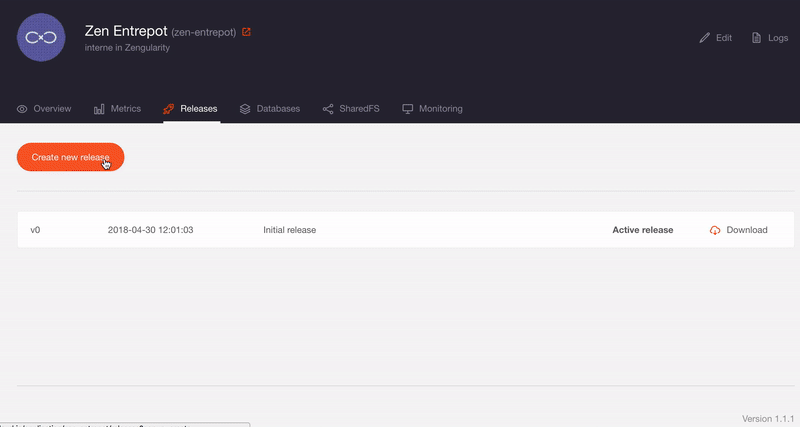 Zen Entrepot (zen-entrepot)
interne in Zengularity
Edit
Logs
Overview
Metrics
Releases
Databases
SharedFS
Monitoring
Create new release
v0 2018-04-30 12:01:03 Initial release Active release Download
Version 1.1.1